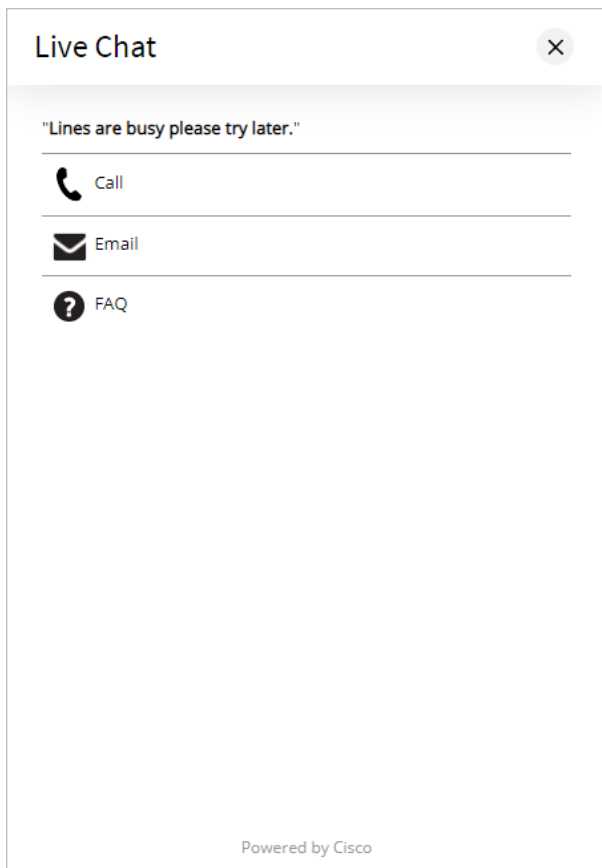 Live Chat
"Lines are busy please try later."
Call
Email
FAQ
Powered by Cisco